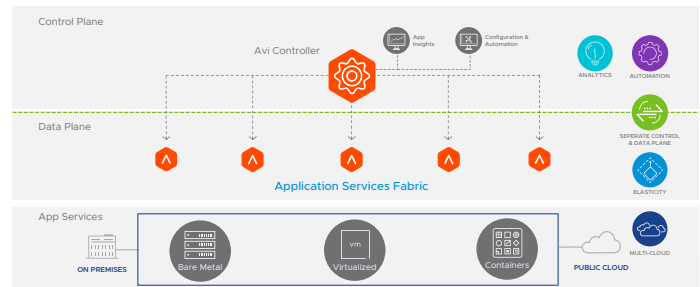 Control Plane
App
Insights
Configuration &
Automation
Avi Controller
ANALYTICS
AUTOMATION
Data Plane
SEPERATE CONTROL
& DATA PLANE
Application Services Fabric
ELASTICITY
App Services
vm
ON PREMISES
Bare Metal
Virtualized
Containers
PUBLIC CLOUD
MULTI-CLOUD